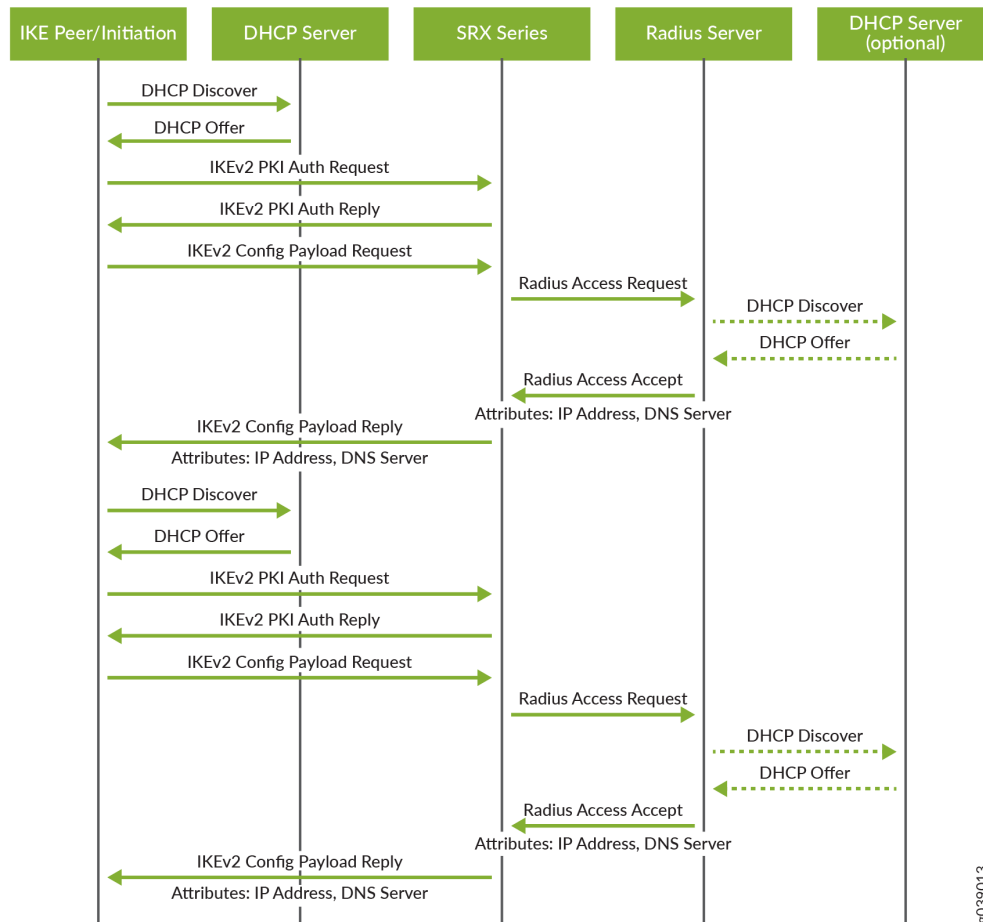 IKE Peer/Initiation
DHCP Server
SRX Series
Radius Server
DHCP Server
(optional)
DHCP Discover
DHCP Offer
IKEv2 PKI Auth Request
IKEv2 PKI Auth Reply
IKEv2 Config Payload Request
Radius Access Request
DHCP Discover
DHCP Offer
Radius Access Accept
Attributes: IP Address, DNS Server
IKEv2 Config Payload Reply
Attributes: IP Address, DNS Server
DHCP Discover
DHCP Offer
IKEv2 PKI Auth Request
IKEv2 PKI Auth Reply
IKEv2 Config Payload Request
Radius Access Request
DHCP Discover
DHCP Offer
Radius Access Accept
Attributes: IP Address, DNS Server
IKEv2 Config Payload Reply
Attributes: IP Address, DNS Server
g039013